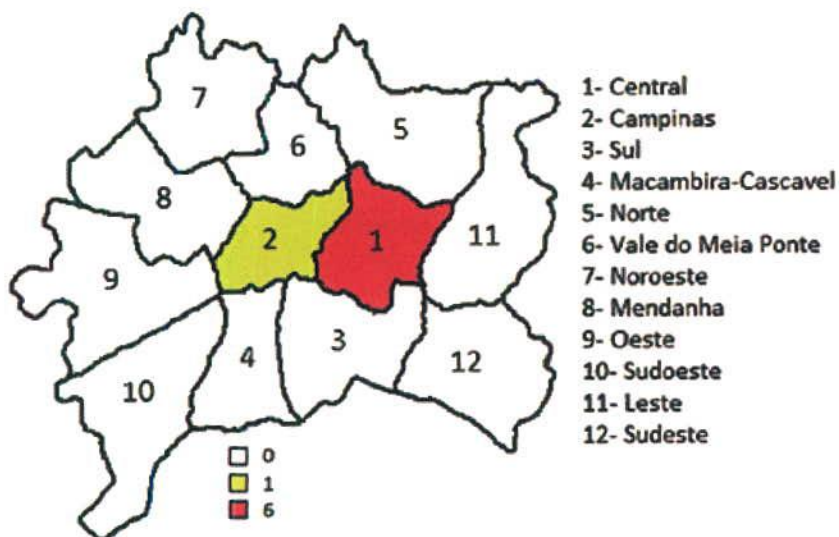 7
5
6
8
2
1
11
9
3
4
12
10
0
1
6
1- Central
2- Campinas
3- Sul
4- Macambira-Cascavel
5- Norte
6- Vale do Meia Ponte
7- Noroeste
8- Mendanha
9- Oeste
10- Sudoeste
11- Leste
12- Sudeste